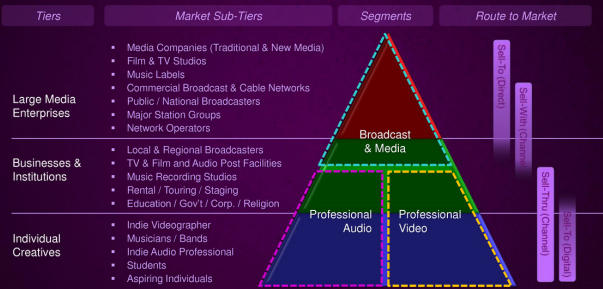 Tiers
Market Sub-Tiers
Segments
Route to Market
Large Media
Enterprises
▪ Media Companies (Traditional & New Media)
▪ Film & TV Studios
▪ Music Labels
▪ Commercial Broadcast & Cable Networks
▪ Public / National Broadcasters
▪ Major Station Groups
▪ Network Operators
Businesses &
Institutions
▪ Local & Regional Broadcasters
▪ TV & Film and Audio Post Facilities
▪ Music Recording Studios
▪ Rental / Touring / Staging
▪ Education / Gov't / Corp. / Religion
Individual
Creatives
▪ Indie Videographer
▪ Musicians / Bands
▪ Indie Audio Professional
▪ Students
▪ Aspiring Individuals
Broadcast
& Media
Professional
Audio
Professional
Video
Sell-To (Direct)
Sell-With (Channel)
Sell-Thru (Channel)
Sell-To (Digital)